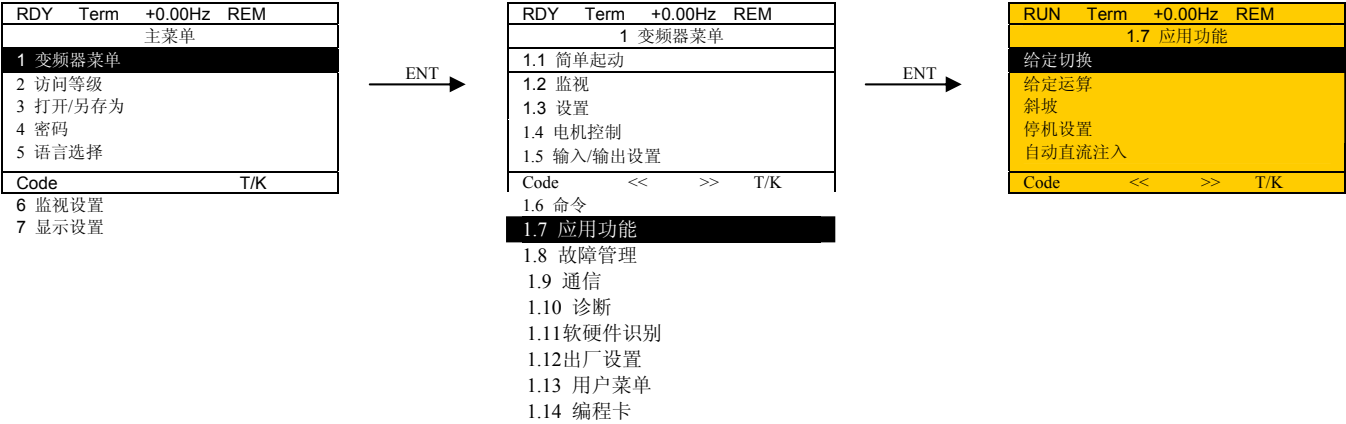 RDY Term +0.00Hz REM
主菜单
1 变频器菜单
2 访问等级
3 打开/另存为
4 密码
5 语言选择
Code T/K
6 监视设置
7 显示设置
ENT
RDY Term +0.00Hz REM
1 变频器菜单
1.1 简单起动
1.2 监视
1.3 设置
1.4 电机控制
1.5 输入/输出设置
Code << >> T/K
1.6 命令
1.7 应用功能
1.8 故障管理
1.9 通信
1.10 诊断
1.11软硬件识别
1.12出厂设置
1.13 用户菜单
1.14 编程卡
ENT
RUN Term +0.00Hz REM
1.7 应用功能
给定切换
给定运算
斜坡
停机设置
自动直流注入
Code << >> T/K